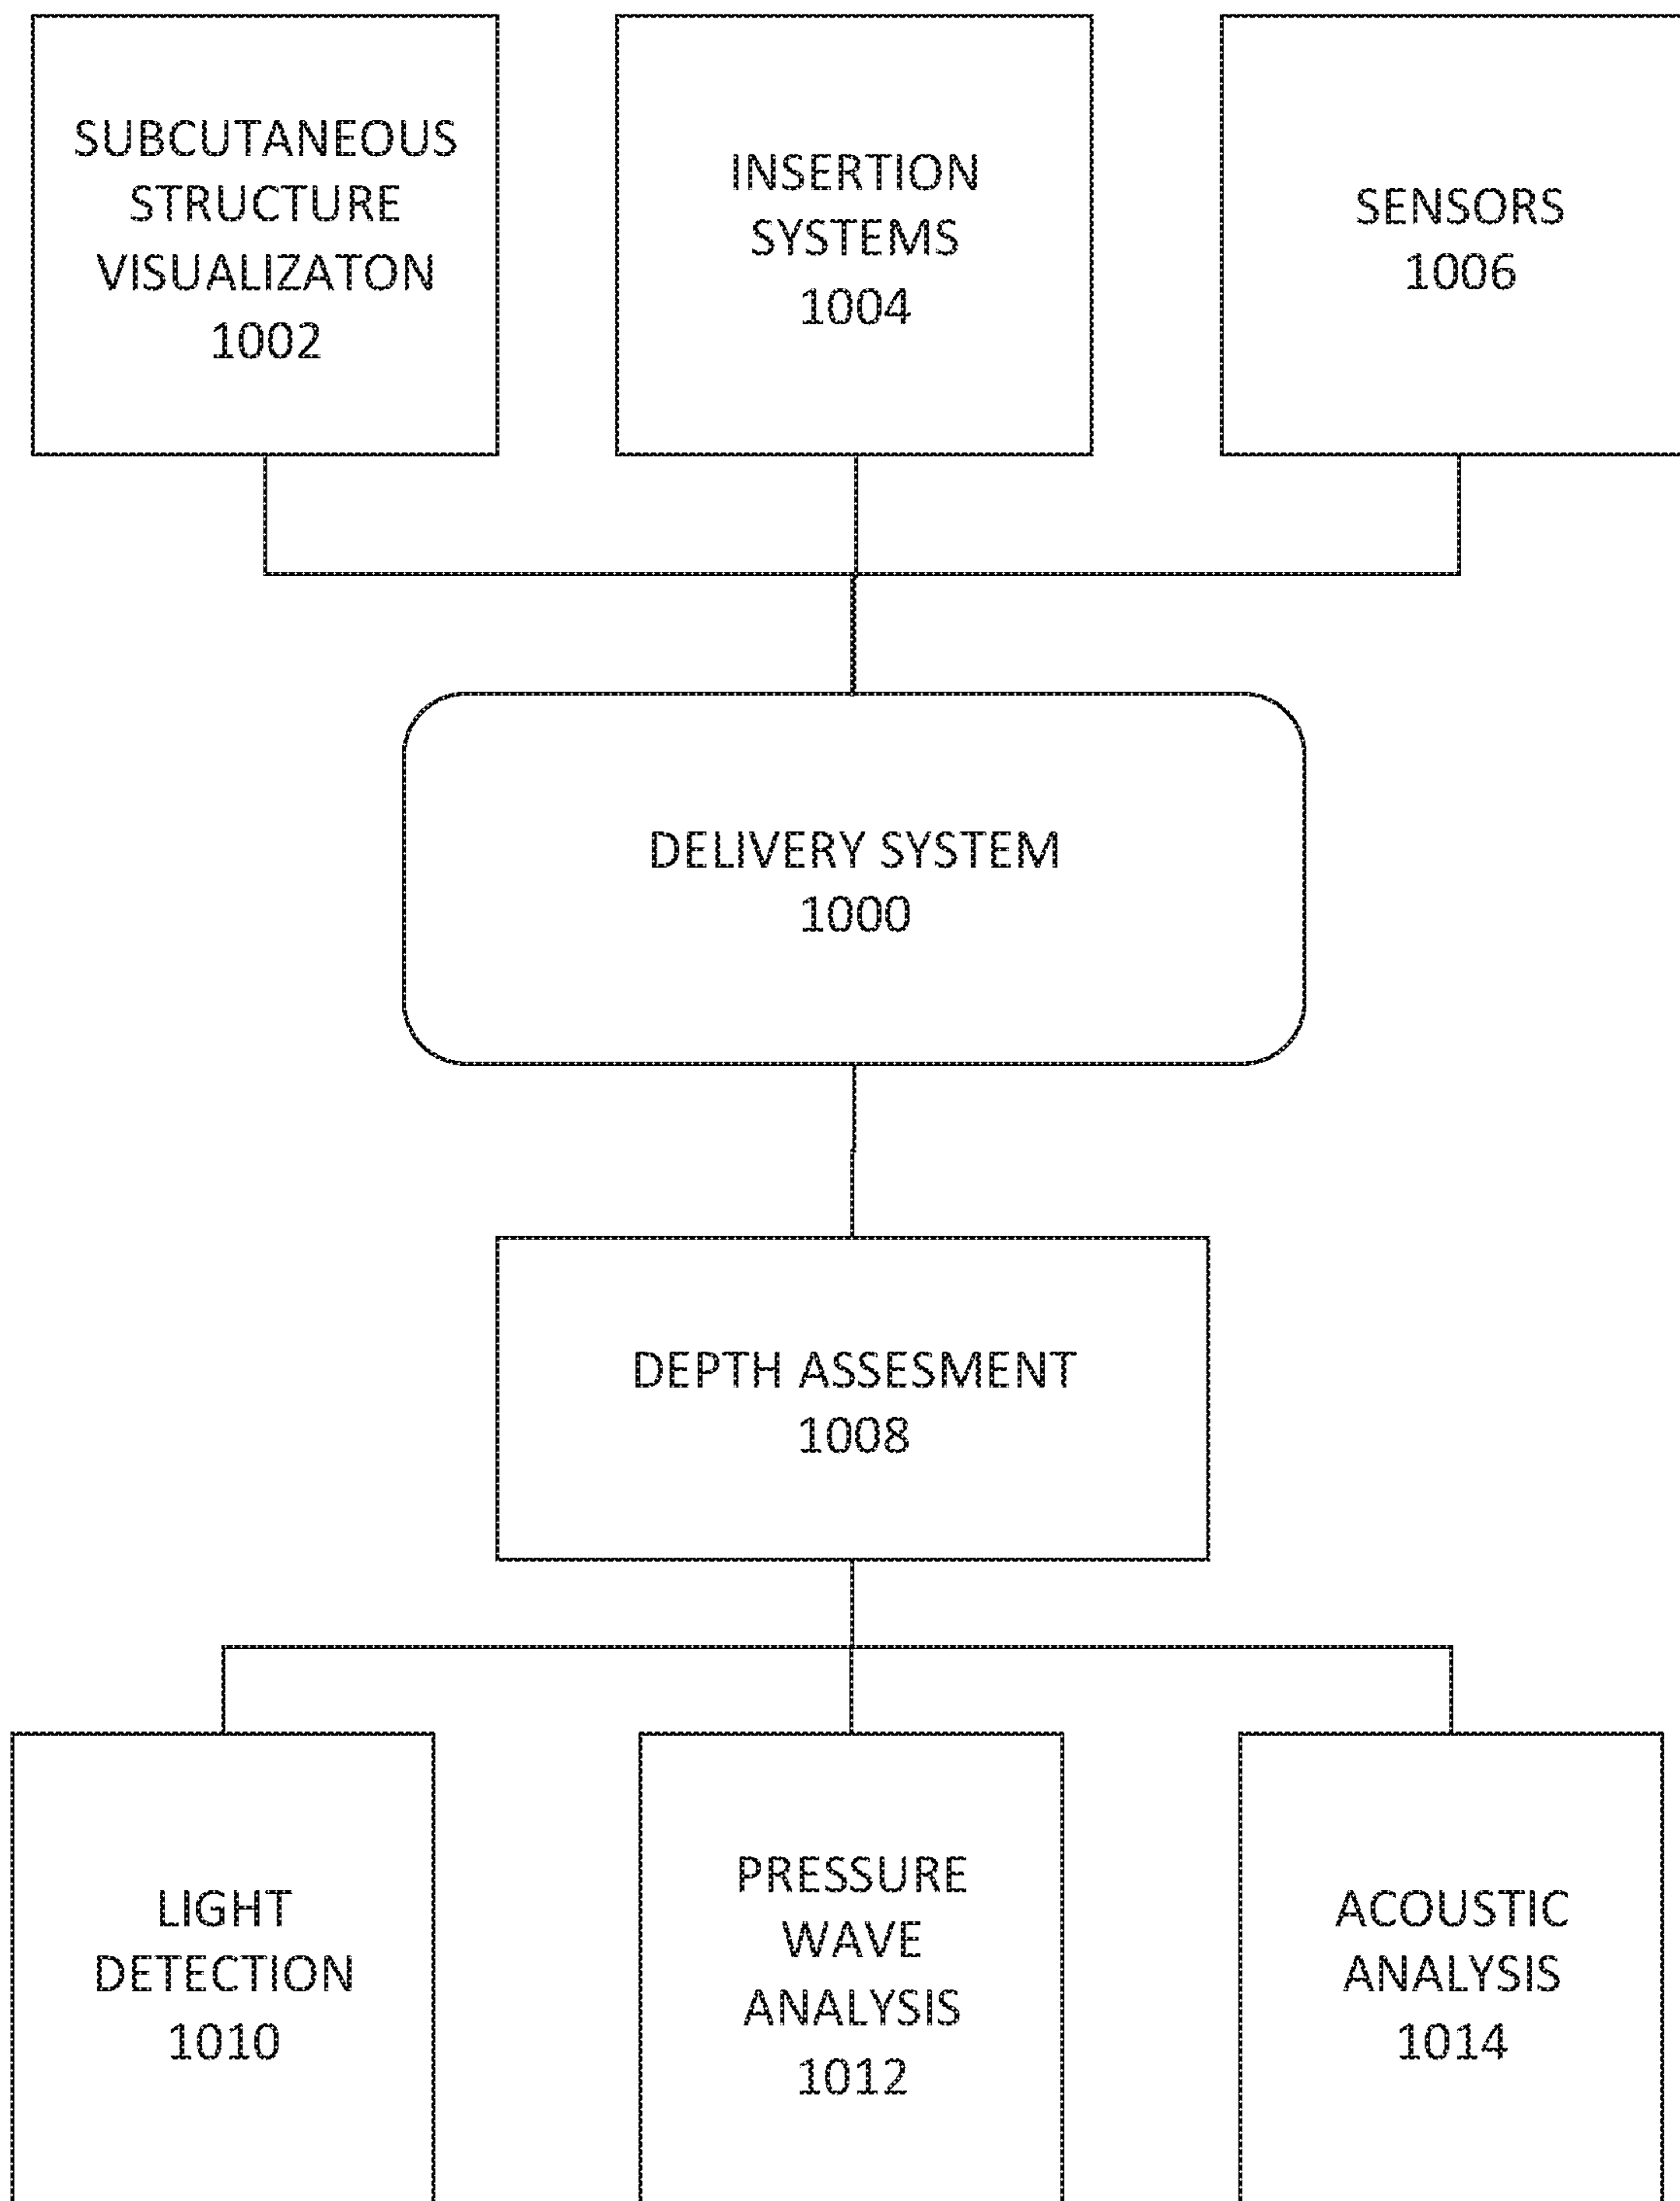 SUBCUTANEOUS
STRUCTURE
VISUALIZATON
1002
INSERTION
SYSTEMS
1004
SENSORS
1006
DELIVERY SYSTEM
1000
DEPTH ASSESMENT
1008
LIGHT
DETECTION
1010
PRESSURE
WAVE
ANALYSIS
1012
ACOUSTIC
ANALYSIS
1014